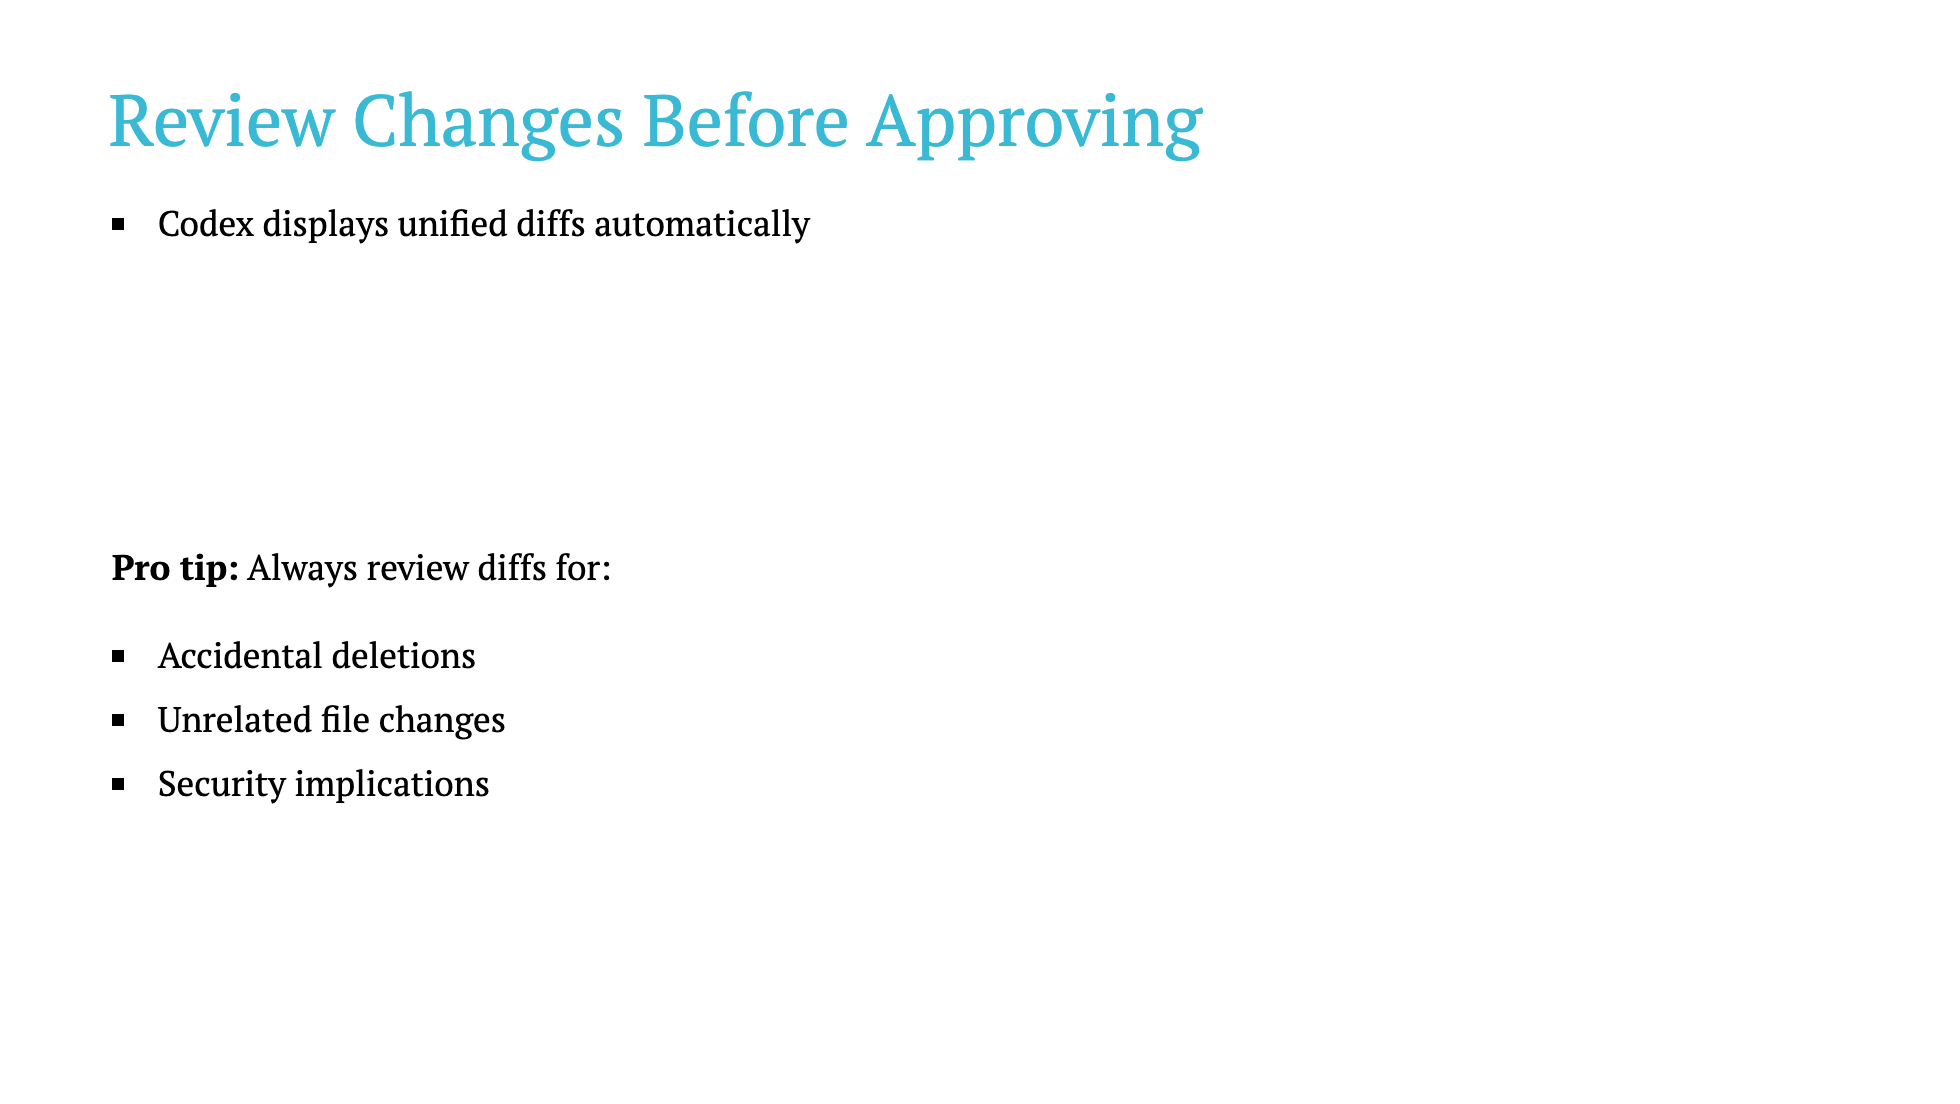 Review Changes Before Approving
▪ Codex displays unified diffs automatically
Pro tip: Always review diffs for:
▪ Accidental deletions
▪ Unrelated file changes
▪ Security implications